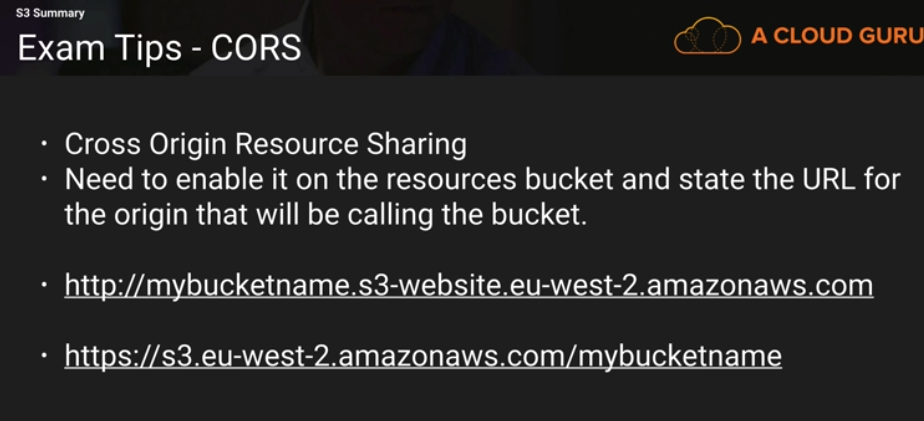 S3 Summary
Exam Tips - CORS
A CLOUD GURU
• Cross Origin Resource Sharing
• Need to enable it on the resources bucket and state the URL for
the origin that will be calling the bucket.
• http://mybucketname.s3-website.eu-west-2.amazonaws.com
• https://s3.eu-west-2.amazonaws.com/mybucketname